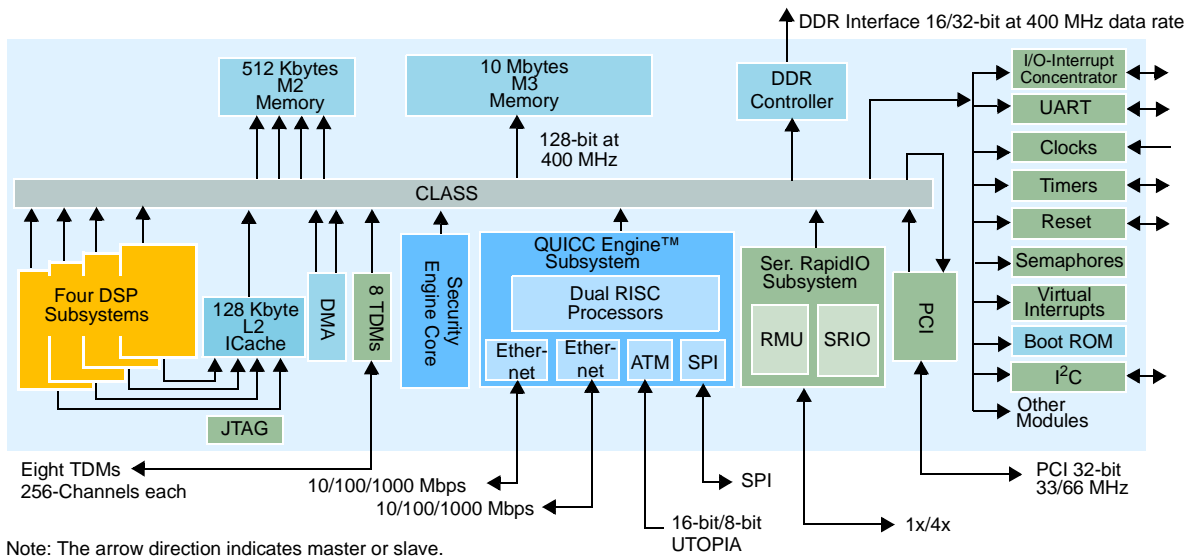 DDR Interface 16/32-bit at 400 MHz data rate
512 Kbytes
M2
Memory
10 Mbytes
M3
Memory
DDR
Controller
I/O-Interrupt
Concentrator
UART
128-bit at
400 MHz
Clocks
CLASS
Timers
Reset
Semaphores
Virtual
Interrupts
Boot ROM
I2C
Other
Modules
Four DSP
Subsystems
128 Kbyte
L2
ICache
DMA
8 TDMs
Security
Engine Core
QUICC Engine™
Subsystem
Dual RISC
Processors
Ether-
net
Ether-
net
ATM
SPI
Ser. RapidIO
Subsystem
RMU
SRIO
PCI
JTAG
Eight TDMs
256-Channels each
10/100/1000 Mbps
10/100/1000 Mbps
16-bit/8-bit
UTOPIA
SPI
1x/4x
PCI 32-bit
33/66 MHz
Note: The arrow direction indicates master or slave.